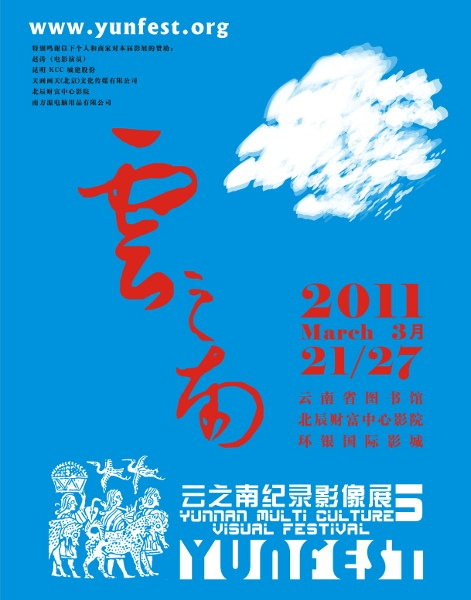 www.yunfest.org
特别鸣谢以下个人和商家对本届影展的赞助:
赵涛(电影演员)
昆明 KCC 城建股份
天画画天(北京)文化传媒有限公司
北辰财富中心影院
南方源电脑用品有限公司
雲之南
2011
March 3月
21/27
云南省图书馆
北辰财富中心影院
环银国际影城
云之南纪录影像展 5
YUNNAN MULTI CULTURE
VISUAL FESTIVAL
YUNFEST